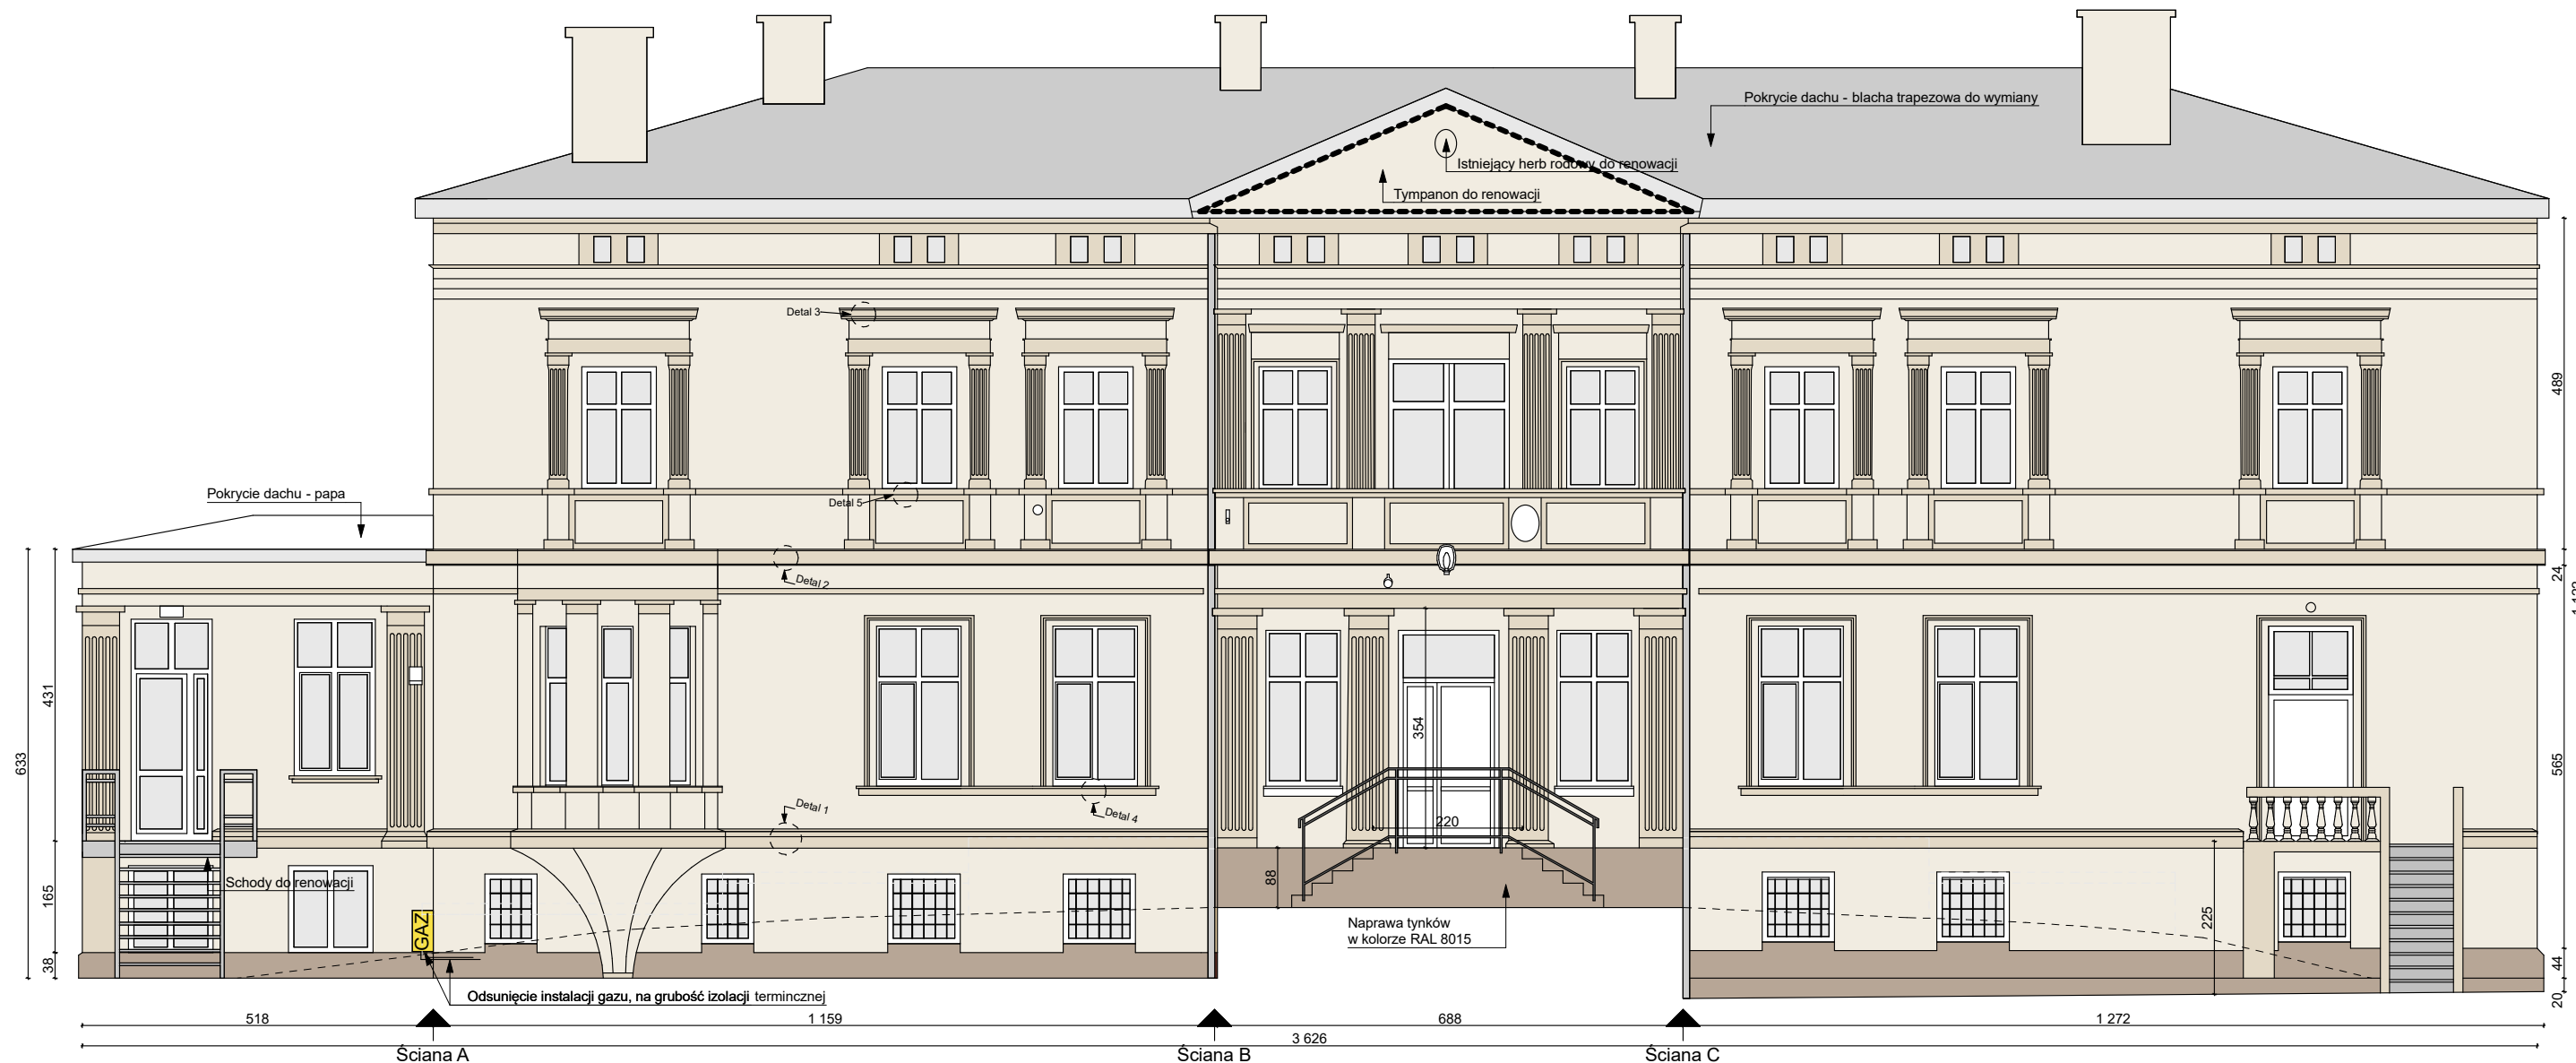 Pokrycie dachu - blacha trapezowa do wymiany
Istniejący herb rodowy do renowacji
Tympanon do renowacji
Detal 3
489
Pokrycie dachu - papa
Detal 5
Detal 2
24
431
633
354
565
Detal 1
Detal 4
220
Schody do renowacji
88
165
GAZ
225
Naprawa tynków
w kolorze RAL 8015
38
44
20
Odsunięcie instalacji gazu, na grubość izolacji termincznej
518
1 159
688
1 272
3 626
Ściana A
Ściana B
Ściana C